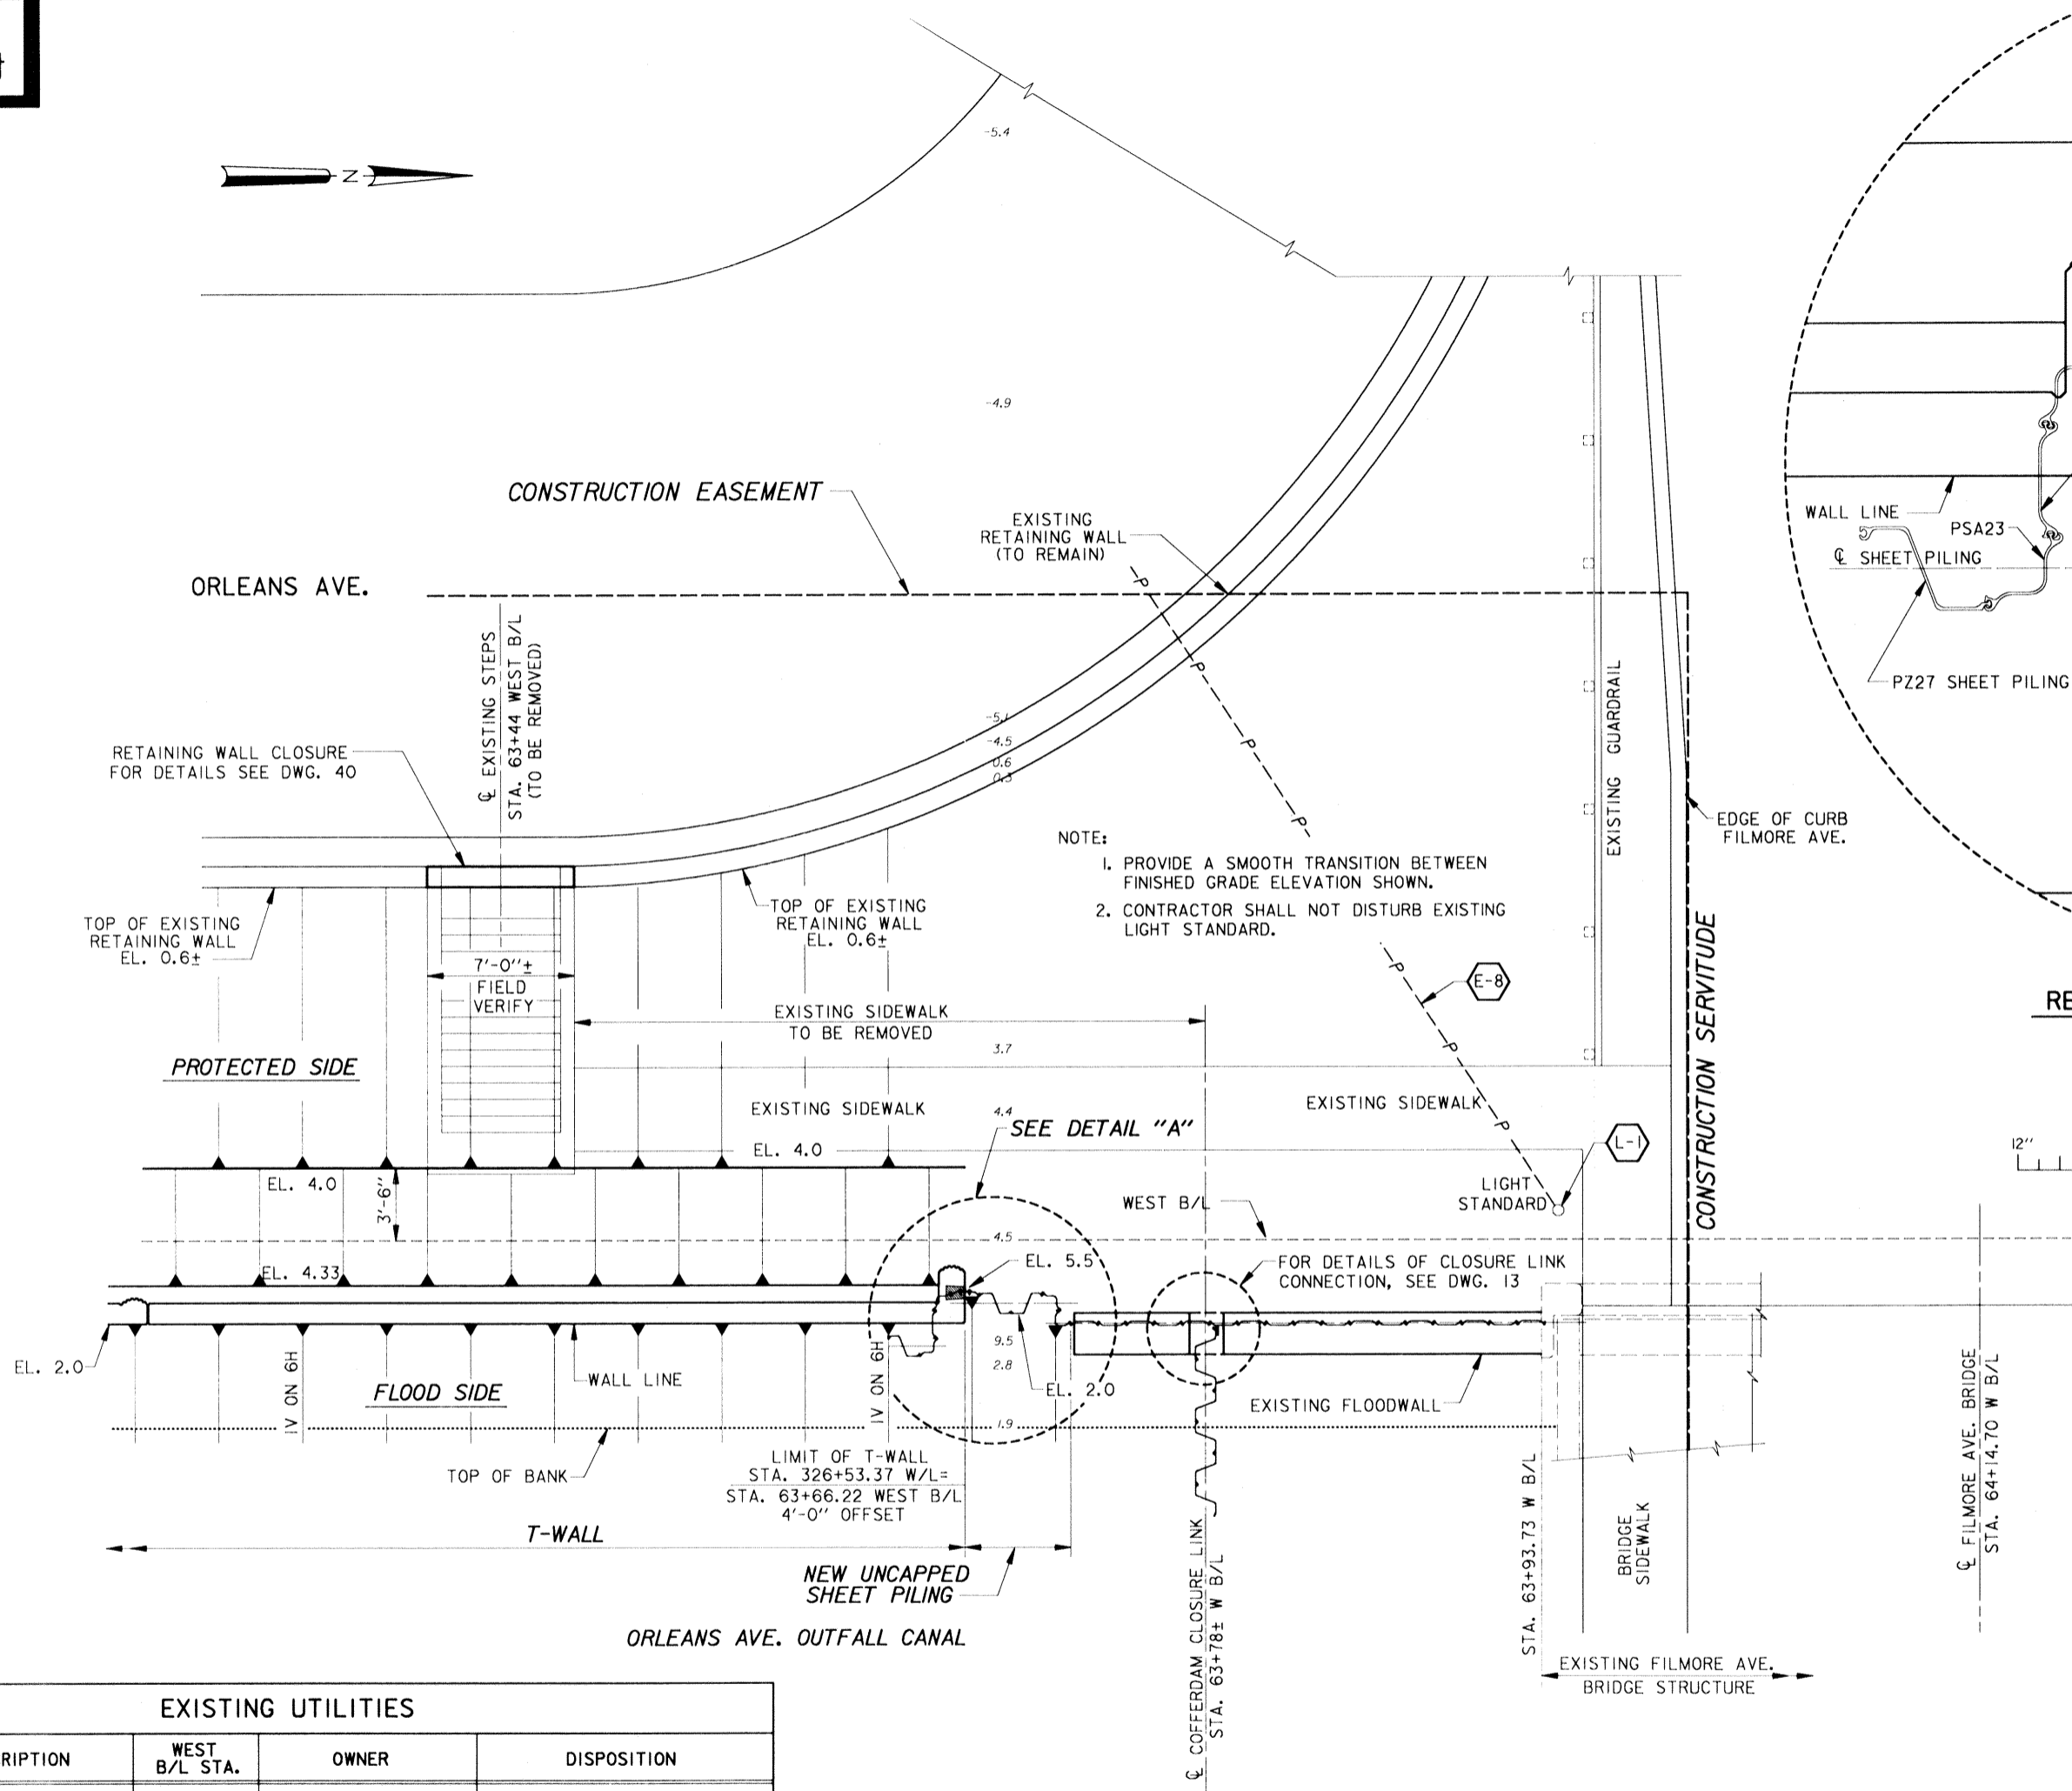 N
-5.4
-4.9
CONSTRUCTION EASEMENT
EXISTING
RETAINING WALL
(TO REMAIN)
ORLEANS AVE.
℄ EXISTING STEPS
STA. 63+44 WEST B/L
(TO BE REMOVED)
P
P
P
P
-5.1
-4.5
0.6
0.3
RETAINING WALL CLOSURE
FOR DETAILS SEE DWG. 40
EXISTING GUARDRAIL
EDGE OF CURB
FILMORE AVE.
CONSTRUCTION SERVITUDE
NOTE:
1. PROVIDE A SMOOTH TRANSITION BETWEEN
FINISHED GRADE ELEVATION SHOWN.
2. CONTRACTOR SHALL NOT DISTURB EXISTING
LIGHT STANDARD.
TOP OF EXISTING
RETAINING WALL
EL. 0.6±
TOP OF EXISTING
RETAINING WALL
EL. 0.6±
7'-0"±
FIELD
VERIFY
P
P
P
E-8
EXISTING SIDEWALK
TO BE REMOVED
3.7
PROTECTED SIDE
EXISTING SIDEWALK
4.4
SEE DETAIL "A"
EXISTING SIDEWALK
L-1
EL. 4.0
EL. 4.0
3'-6"
LIGHT
STANDARD
WEST B/L
4.5
EL. 4.33
EL. 5.5
FOR DETAILS OF CLOSURE LINK
CONNECTION, SEE DWG. 13
EL. 2.0
1V ON 6H
FLOOD SIDE
WALL LINE
1V ON 6H
9.5
2.8
EL. 2.0
1.9
EXISTING FLOODWALL
TOP OF BANK
LIMIT OF T-WALL
STA. 326+53.37 W/L=
STA. 63+66.22 WEST B/L
4'-0" OFFSET
T-WALL
NEW UNCAPPED
SHEET PILING
ORLEANS AVE. OUTFALL CANAL
℄ COFFERDAM CLOSURE LINK
STA. 63+78± W B/L
STA. 63+93.73 W B/L
BRIDGE
SIDEWALK
EXISTING FILMORE AVE.
BRIDGE STRUCTURE
℄ FILMORE AVE. BRIDGE
STA. 64+14.70 W B/L
WALL LINE
PSA23
℄ SHEET PILING
PZ27 SHEET PILING
RE
12"
EXISTING UTILITIES
RIPTION
WEST
B/L STA.
OWNER
DISPOSITION